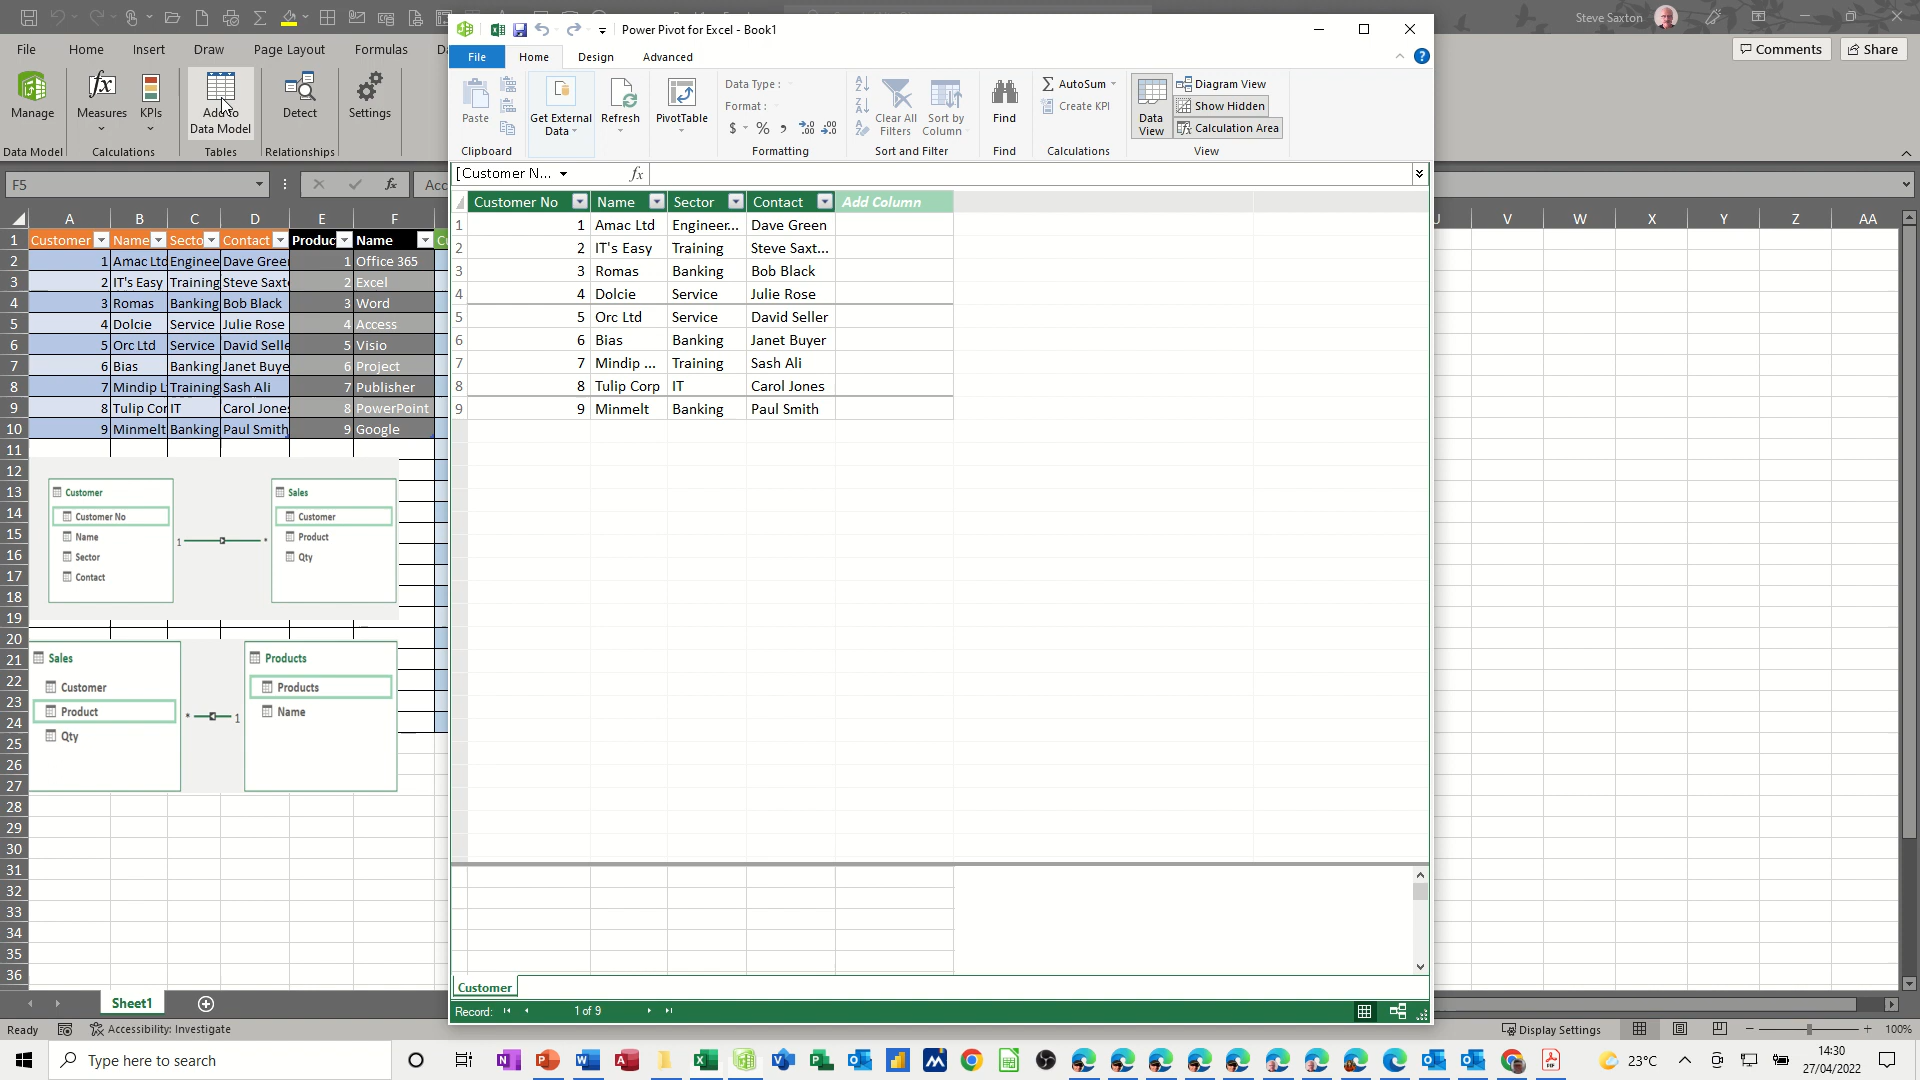 Steve Saxton
File Home Insert Draw Page Layout Formulas
Comments Share
Manage
Measures
KPIs
Add to Data Model
Detect
Settings
Data Model Calculations Tables Relationships
F5
Power Pivot for Excel - Book1
File Home Design Advanced
Paste
Get External Data
Refresh
PivotTable
Data Type :
Format :
$ % ,
Clear All Filters
Sort by Column
Find
AutoSum
Create KPI
Data View
Diagram View
Show Hidden
Calculation Area
Clipboard Formatting Sort and Filter Find Calculations View
[Customer N... fx
Customer No Name Sector Contact Add Column
1 1 Amac Ltd Engineer... Dave Green
2 2 IT's Easy Training Steve Saxt...
3 3 Romas Banking Bob Black
4 4 Dolcie Service Julie Rose
5 5 Orc Ltd Service David Seller
6 6 Bias Banking Janet Buyer
7 7 Mindip ... Training Sash Ali
8 8 Tulip Corp IT Carol Jones
9 9 Minmelt Banking Paul Smith
Customer
Record: 1 of 9
A B C D E F
V W X Y Z AA
1 Customer Name Secto Contact Produc Name
2 1 Amac Ltd Enginee Dave Gree 1 Office 365
3 2 IT's Easy Training Steve Saxt 2 Excel
4 3 Romas Banking Bob Black 3 Word
5 4 Dolcie Service Julie Rose 4 Access
6 5 Orc Ltd Service David Selle 5 Visio
7 6 Bias Banking Janet Buye 6 Project
8 7 Mindip L Training Sash Ali 7 Publisher
9 8 Tulip Cor IT Carol Jones 8 PowerPoint
10 9 Minmelt Banking Paul Smith 9 Google
11
12
13
14
15
16
17
18
19
20
21
22
23
24
25
26
27
28
29
30
31
32
33
34
35
36
Customer
Customer No
Name
Sector
Contact
1 *
Sales
Customer
Product
Qty
Sales
Customer
Product
Qty
* 1
Products
Products
Name
Sheet1
Ready Accessibility: Investigate
Display Settings 100%
Type here to search
23°C
14:30
27/04/2022